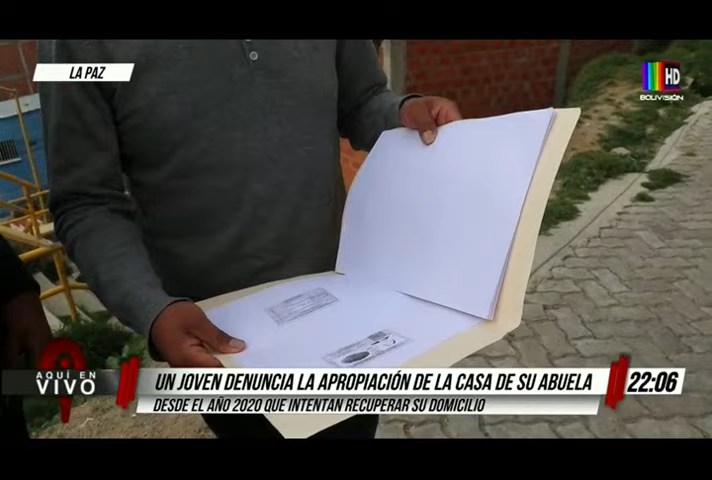 LA PAZ
HD
BOLIVISIÓN
AQUÍ EN
VIVO
UN JOVEN DENUNCIA LA APROPIACIÓN DE LA CASA DE SU ABUELA
22:06
DESDE EL AÑO 2020 QUE INTENTAN RECUPERAR SU DOMICILIO